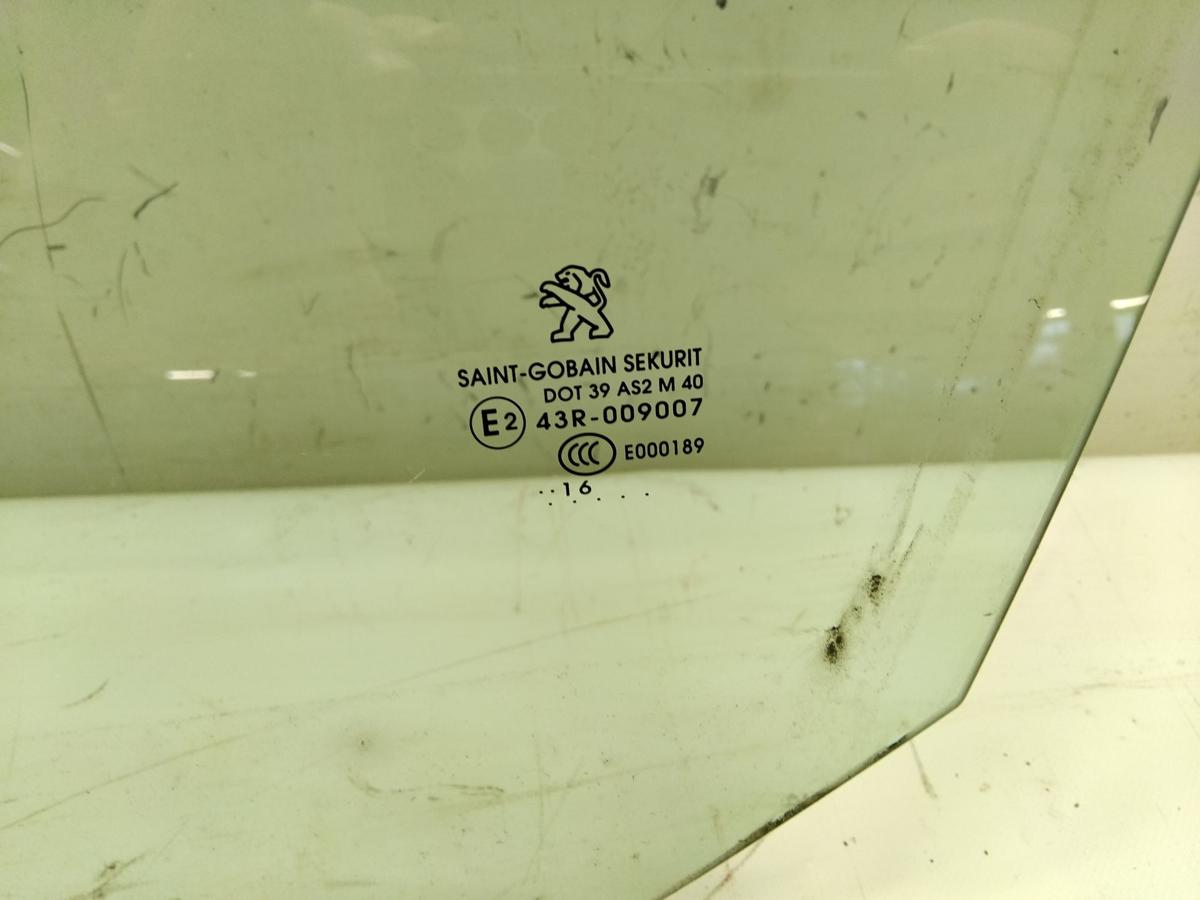 SAINT-GOBAIN SEKURIT
DOT 39 AS2 M 40
E2 43R-009007
CCC E000189
..16
. . . . .